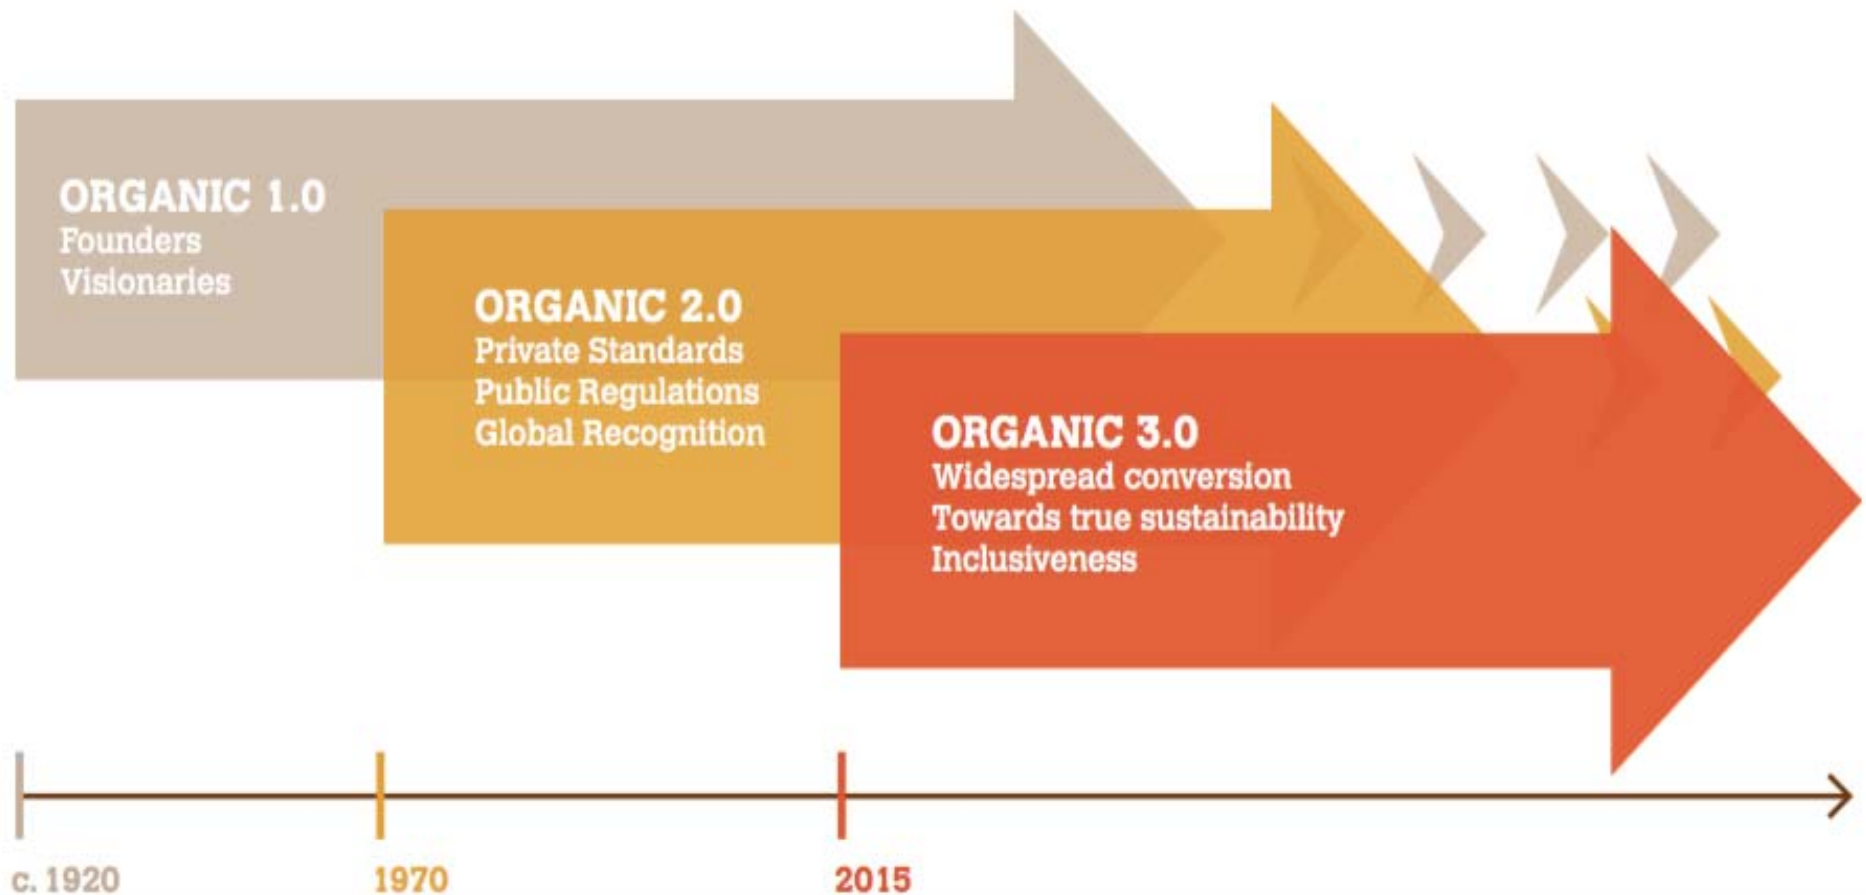 ORGANIC 1.0
Founders
Visionaries
ORGANIC 2.0
Private Standards
Public Regulations
Global Recognition
ORGANIC 3.0
Widespread conversion
Towards true sustainability
Inclusiveness
c. 1920
1970
2015